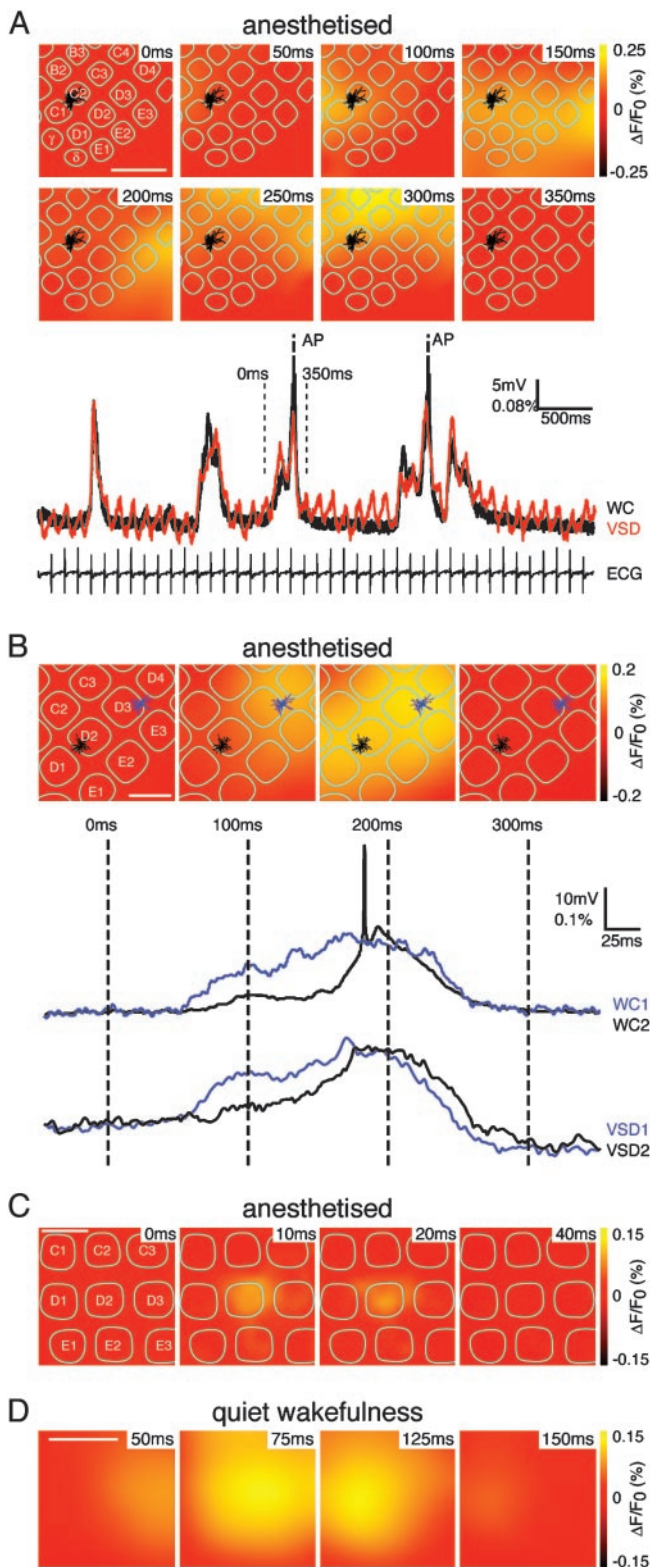 A
anesthetised
B3 C4 0ms
B2 C3 D4
C2
C1 D2 D3
γ D1 E2 E3
δ E1
50ms
100ms
150ms
0.25
0
-0.25
ΔF/F0 (%)
200ms
250ms
300ms
350ms
AP
AP
0ms
350ms
5mV
0.08%
500ms
WC
VSD
ECG
B
anesthetised
C3 D4
C2 D3
D2 E3
D1 E2
E1
0.2
0
-0.2
ΔF/F0 (%)
0ms
100ms
200ms
300ms
10mV
0.1%
25ms
WC1
WC2
VSD1
VSD2
C
anesthetised
0ms
C1 C2 C3
D1 D2 D3
E1 E2 E3
10ms
20ms
40ms
0.15
0
-0.15
ΔF/F0 (%)
D
quiet wakefulness
50ms
75ms
125ms
150ms
0.15
0
-0.15
ΔF/F0 (%)